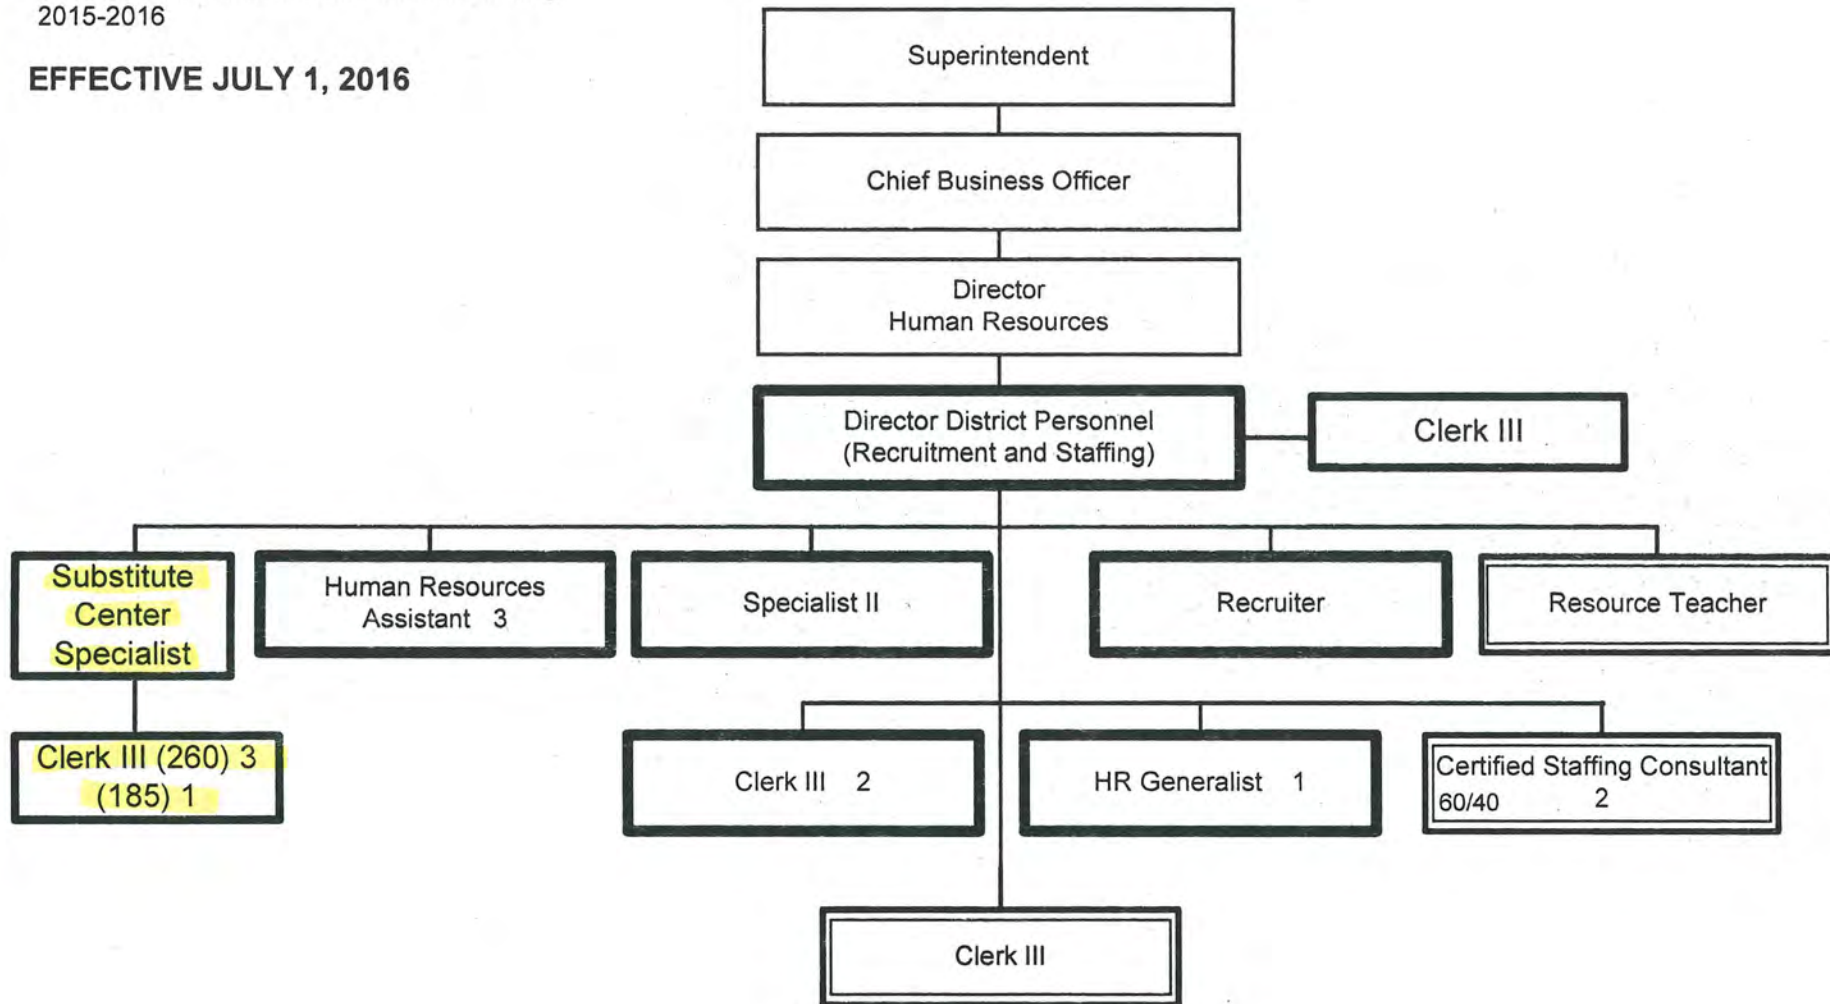 2015-2016
EFFECTIVE JULY 1, 2016
Superintendent
Chief Business Officer
Director
Human Resources
Director District Personnel
(Recruitment and Staffing)
Clerk III
Substitute
Center
Specialist
Human Resources
Assistant 3
Specialist II
Recruiter
Resource Teacher
Clerk III (260) 3
(185) 1
Clerk III 2
HR Generalist 1
Certified Staffing Consultant
60/40 2
Clerk III